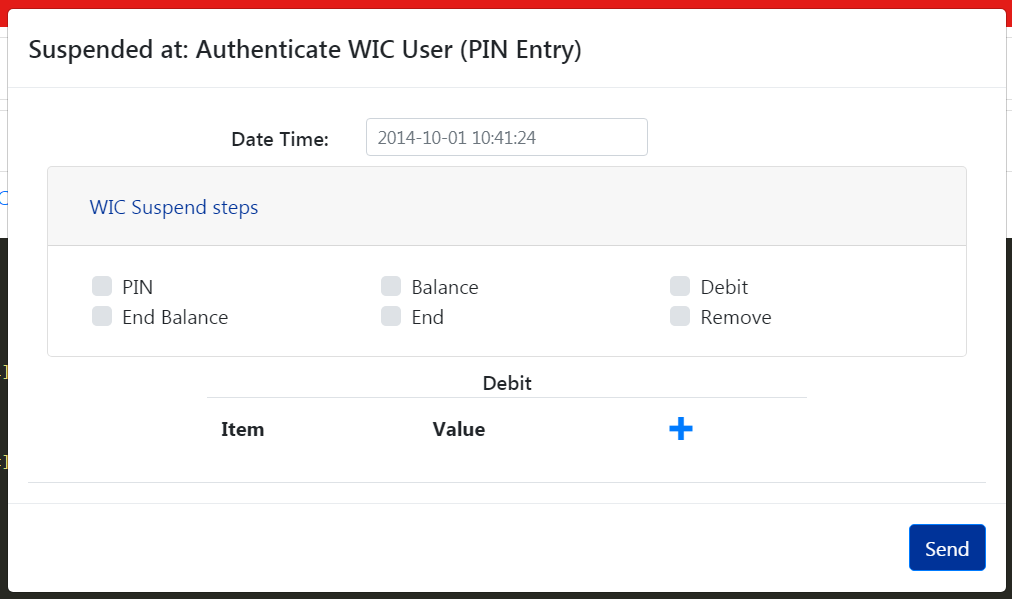 Suspended at: Authenticate WIC User (PIN Entry)
Date Time: 2014-10-01 10:41:24
WIC Suspend steps
PIN Balance Debit
End Balance End Remove
Debit
Item Value
Send